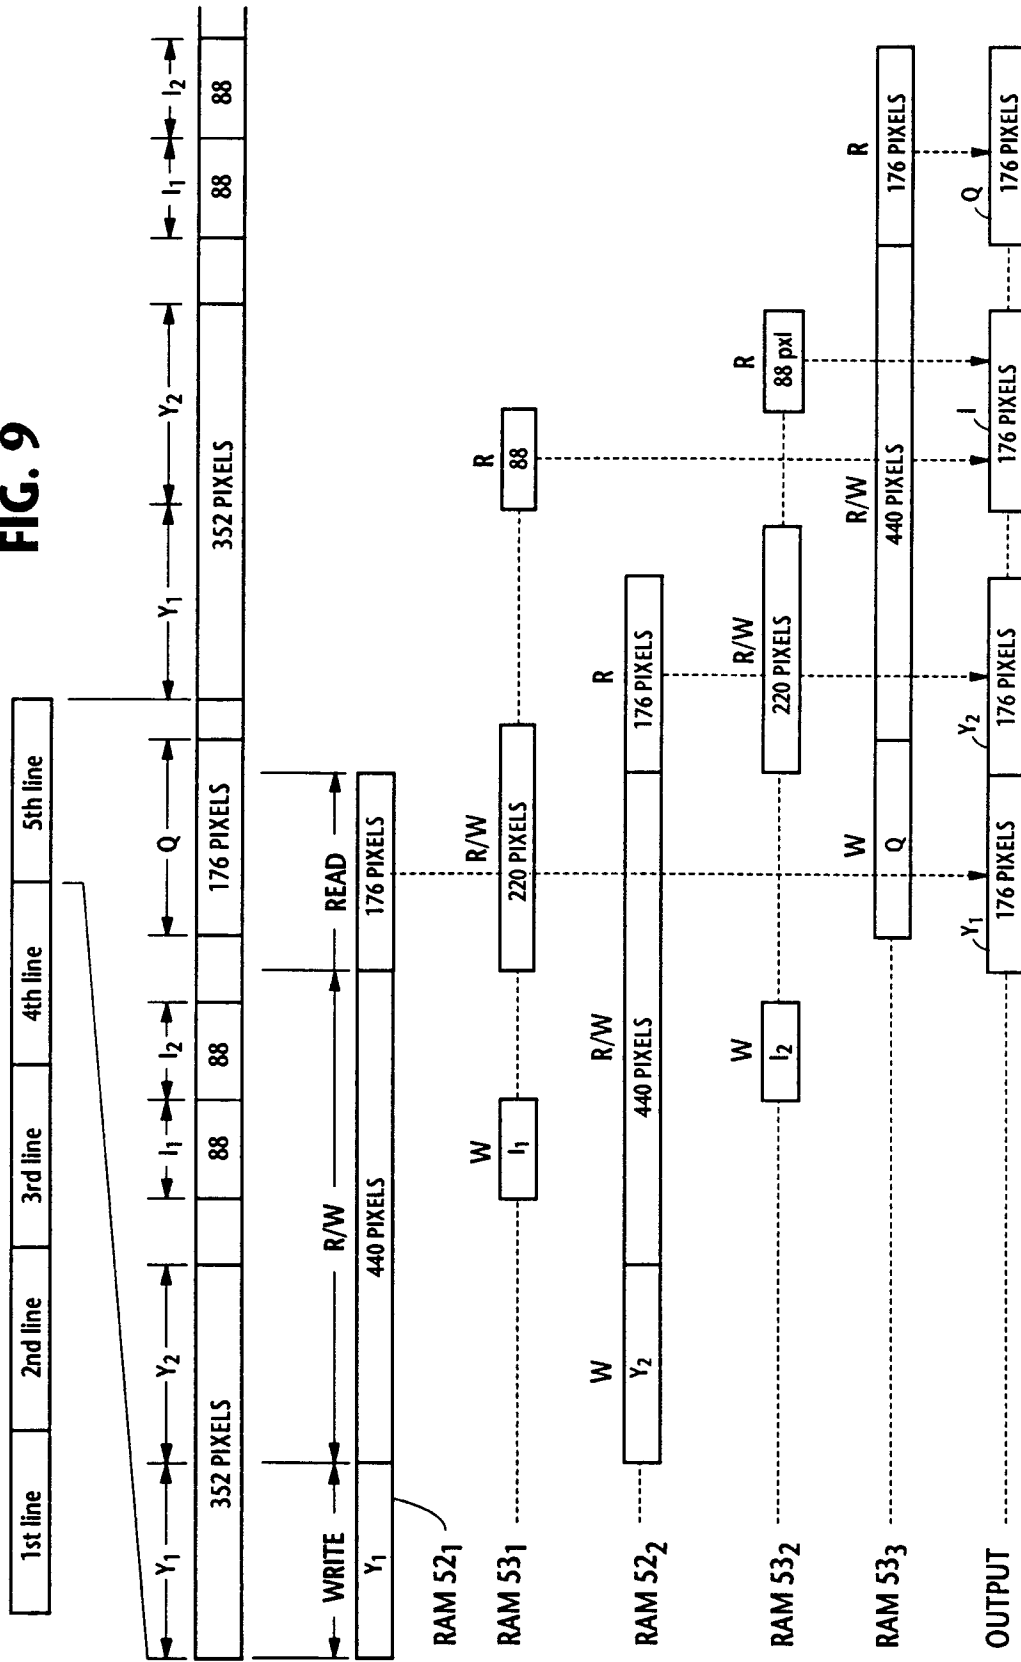 FIG. 9
1st line 2nd line 3rd line 4th line 5th line
Y1 Y2 I1 I2 Q Y1 Y2 I1 I2
352 PIXELS 88 88 176 PIXELS 352 PIXELS 88 88
WRITE R/W READ
Y1 440 PIXELS 176 PIXELS
RAM 521
W R/W R
RAM 531 I1 220 PIXELS 88
W R/W R
RAM 522 Y2 440 PIXELS 176 PIXELS
W R/W R
RAM 532 I2 220 PIXELS 88 pxl
W R/W R
RAM 533 Q 440 PIXELS 176 PIXELS
Y1 Y2 I Q
OUTPUT 176 PIXELS 176 PIXELS 176 PIXELS 176 PIXELS